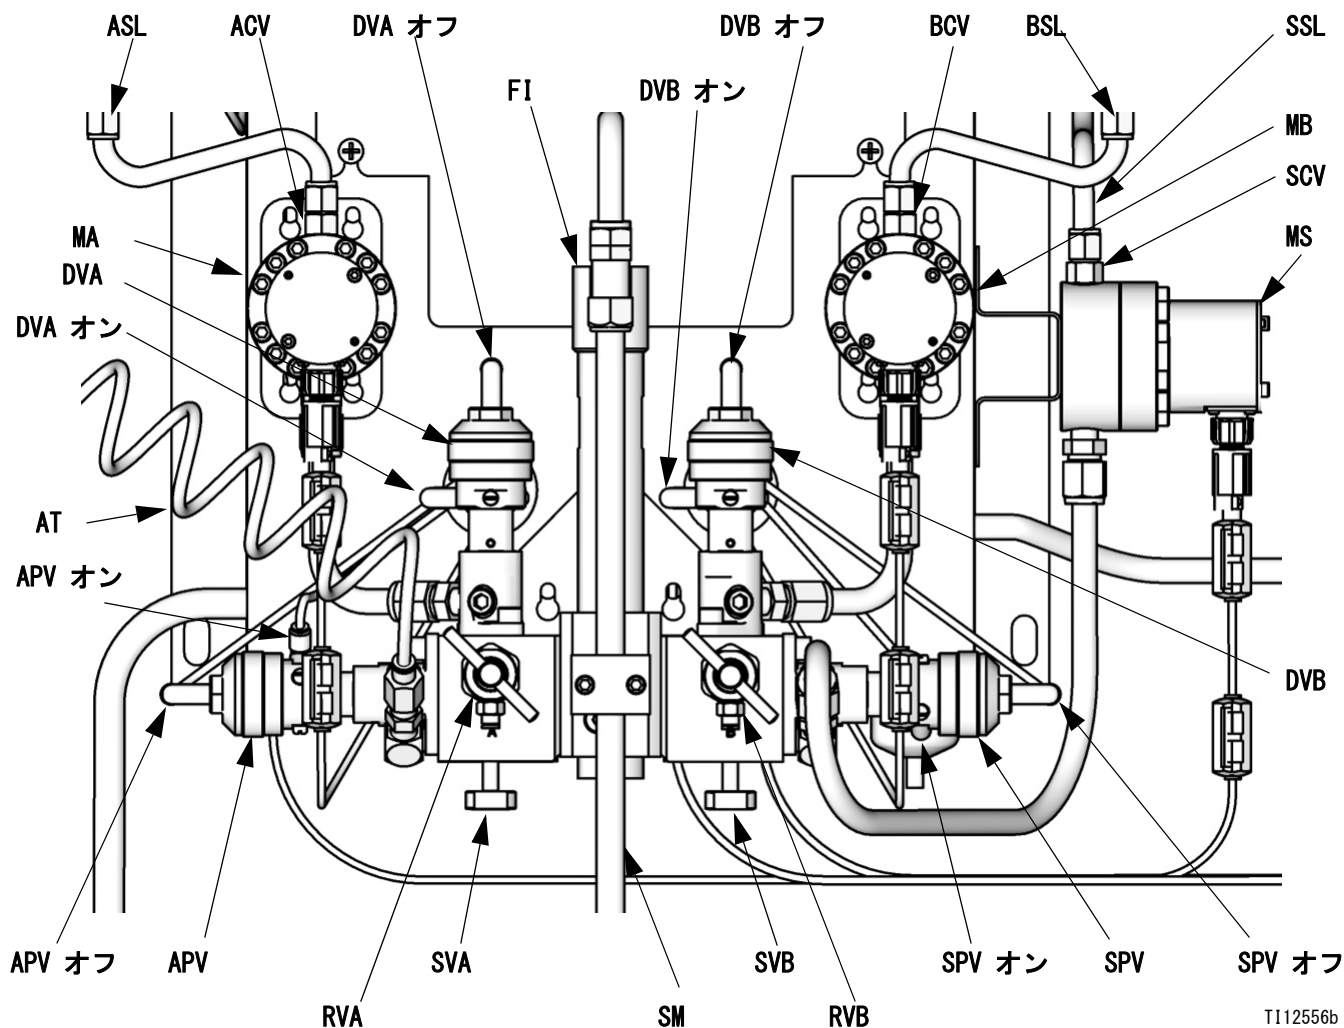 ASL
ACV
DVA オフ
DVB オフ
BCV
BSL
SSL
FI
DVB オン
MB
SCV
MA
MS
DVA
DVA オン
AT
APV オン
DVB
A
B
APV オフ
APV
SVA
SVB
SPV オン
SPV
SPV オフ
RVA
SM
RVB
TI12556b